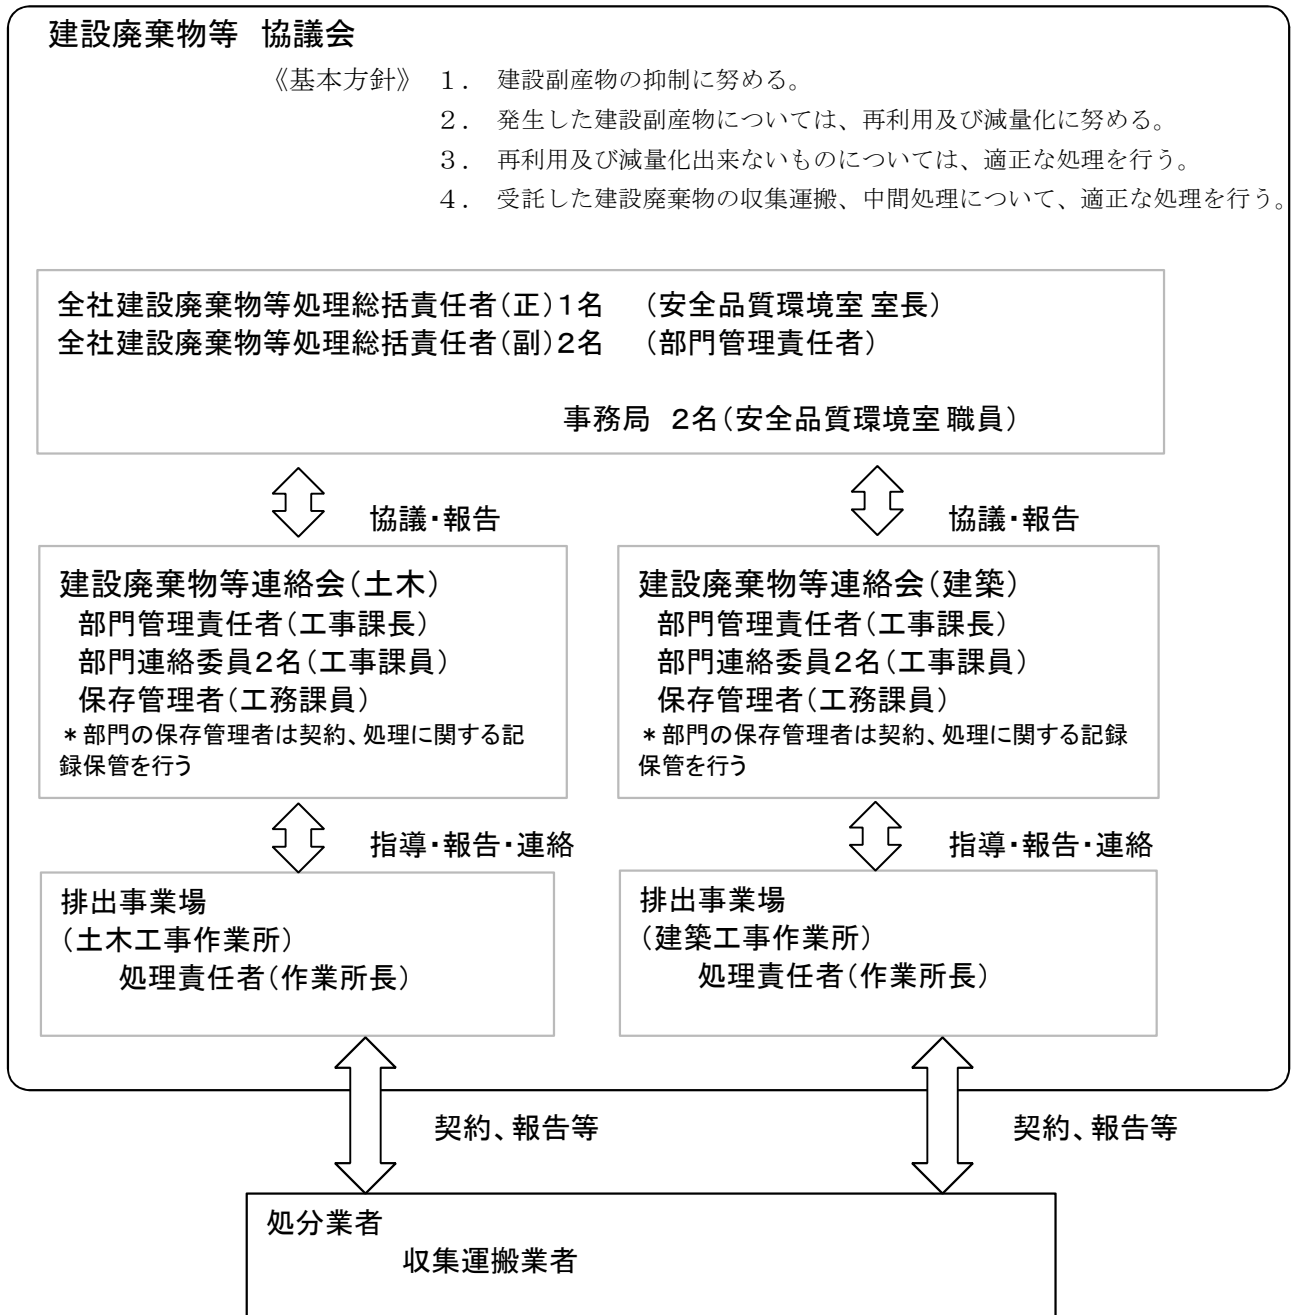 建設廃棄物等 協議会
《基本方針》 1. 建設副産物の抑制に努める。
2. 発生した建設副産物については、再利用及び減量化に努める。
3. 再利用及び減量化出来ないものについては、適正な処理を行う。
4. 受託した建設廃棄物の収集運搬、中間処理について、適正な処理を行う。
全社建設廃棄物等処理総括責任者(正)1名 (安全品質環境室 室長)
全社建設廃棄物等処理総括責任者(副)2名 (部門管理責任者)
事務局 2名(安全品質環境室 職員)
協議・報告
協議・報告
建設廃棄物等連絡会(土木)
部門管理責任者(工事課長)
部門連絡委員2名(工事課員)
保存管理者(工務課員)
*部門の保存管理者は契約、処理に関する記
録保管を行う
建設廃棄物等連絡会(建築)
部門管理責任者(工事課長)
部門連絡委員2名(工事課員)
保存管理者(工務課員)
*部門の保存管理者は契約、処理に関する記録
保管を行う
指導・報告・連絡
指導・報告・連絡
排出事業場
(土木工事作業所)
処理責任者(作業所長)
排出事業場
(建築工事作業所)
処理責任者(作業所長)
契約、報告等
契約、報告等
処分業者
収集運搬業者